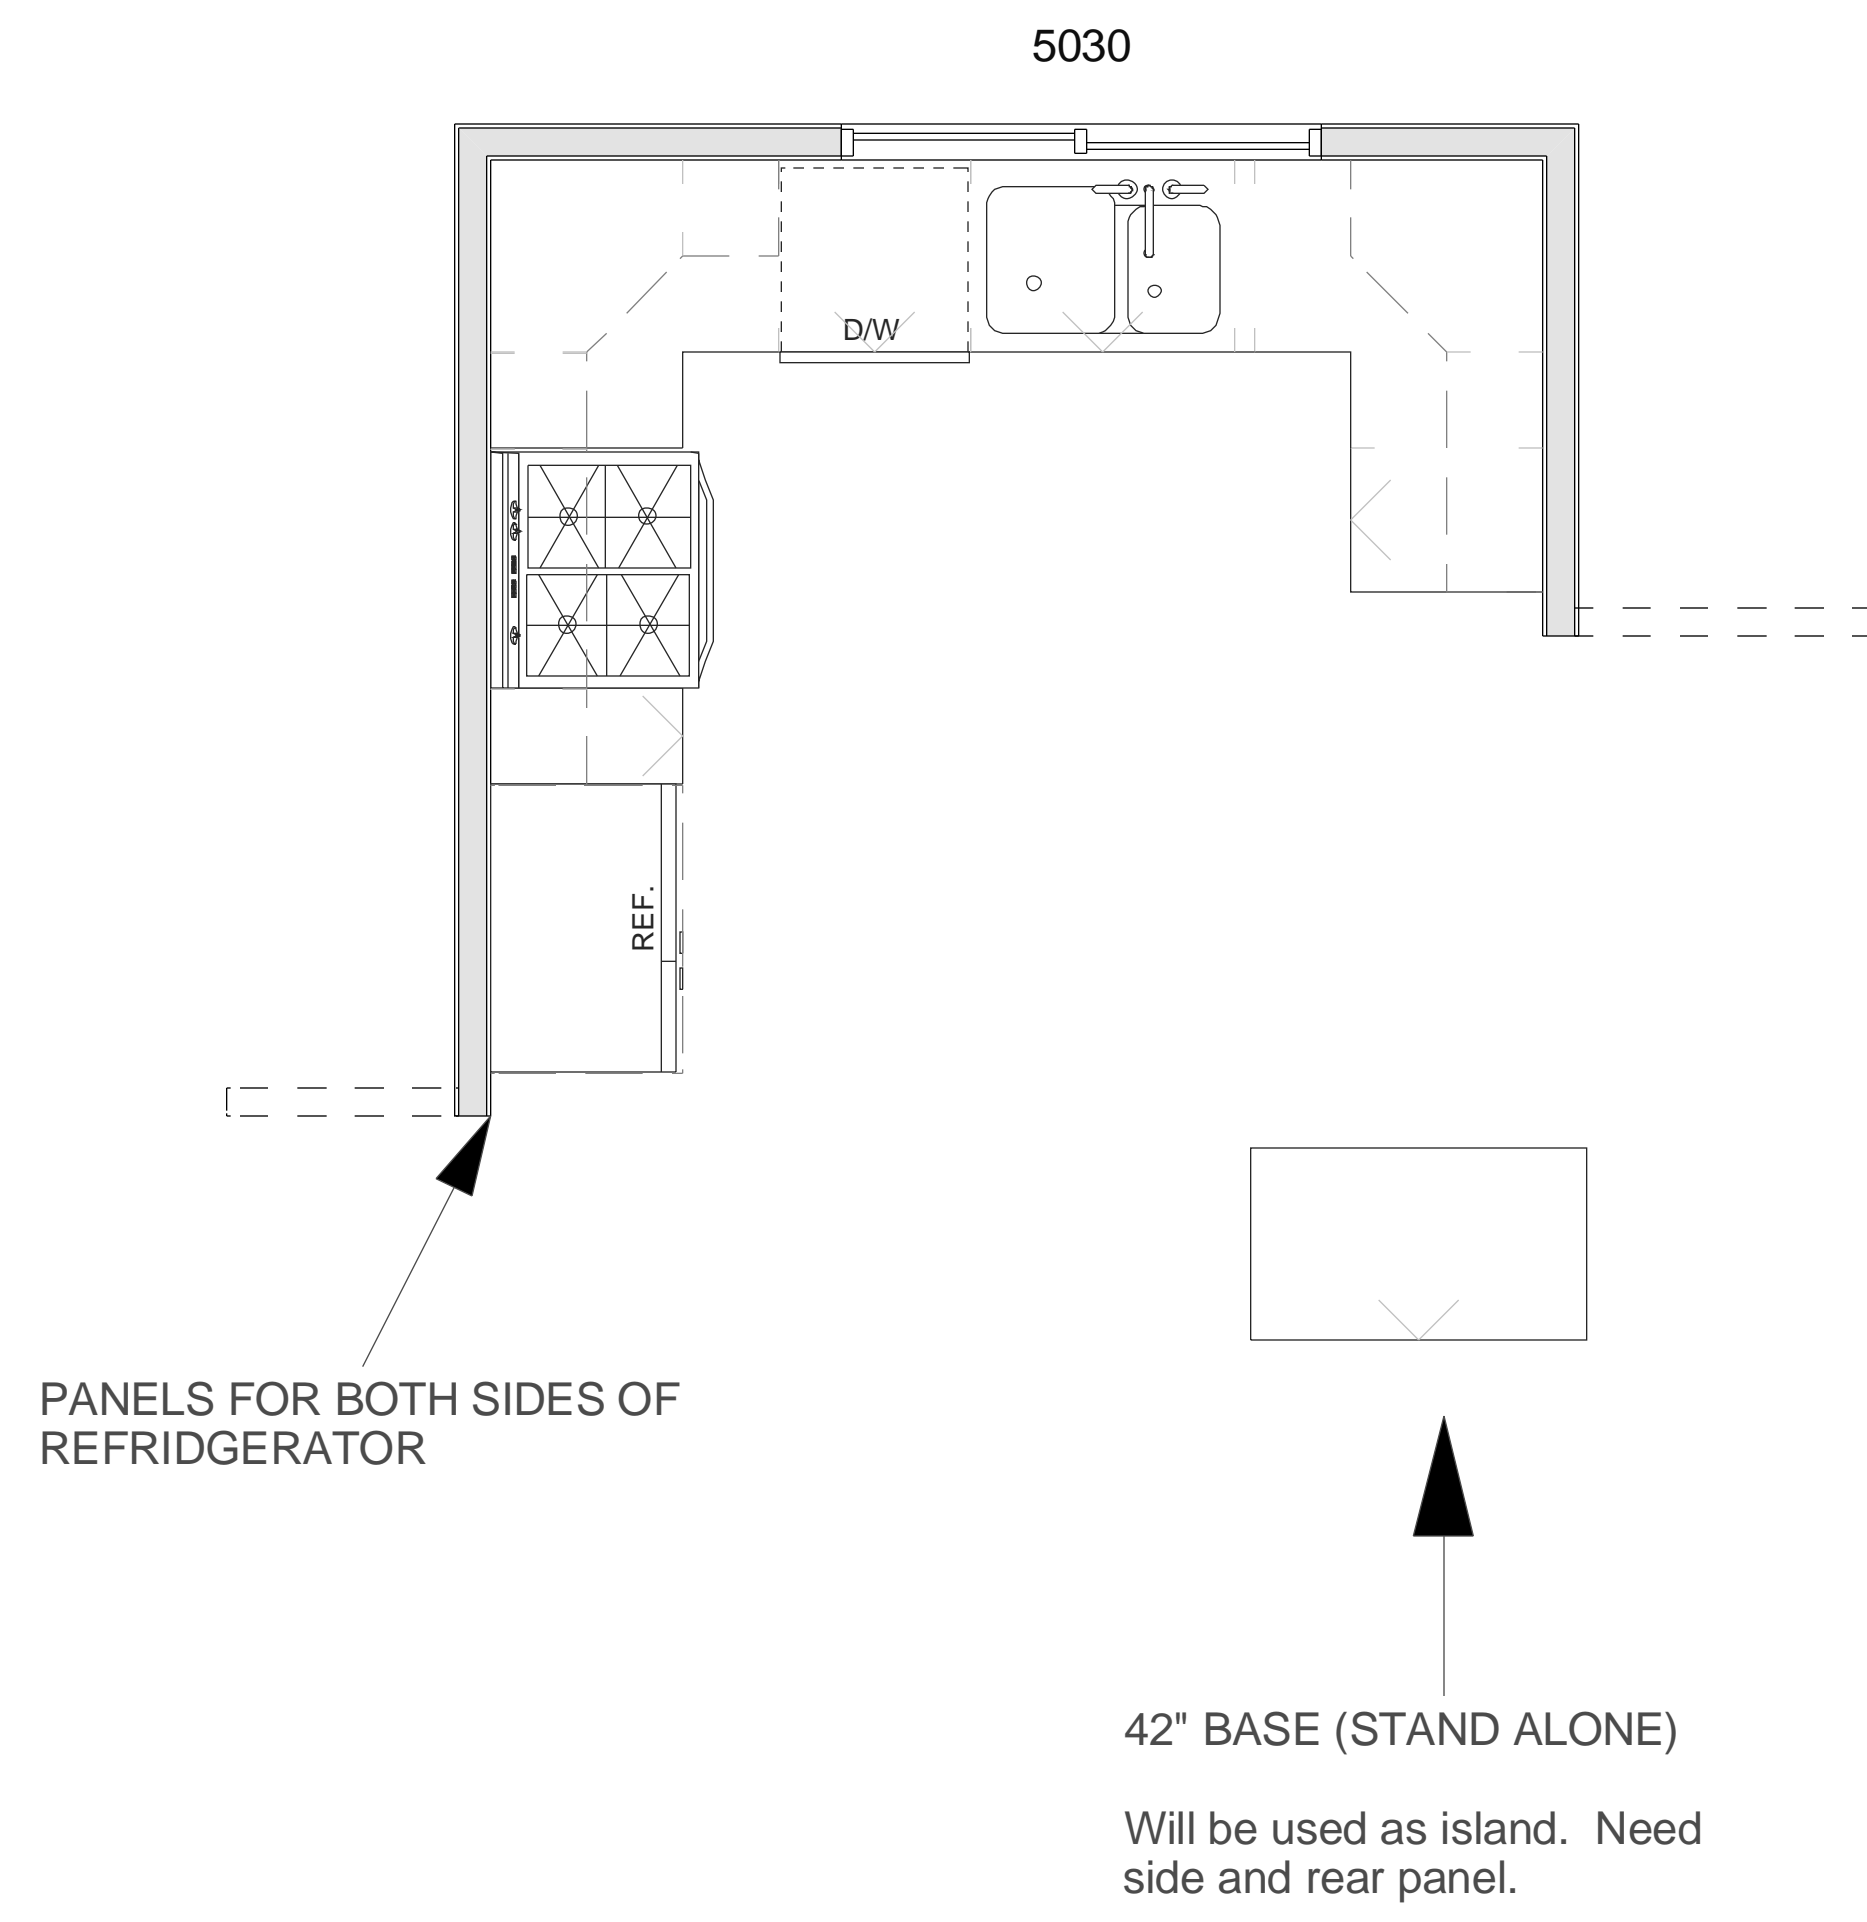 5030
D/W
REF.
PANELS FOR BOTH SIDES OF
REFRIDGERATOR
42" BASE (STAND ALONE)
Will be used as island.  Need
side and rear panel.